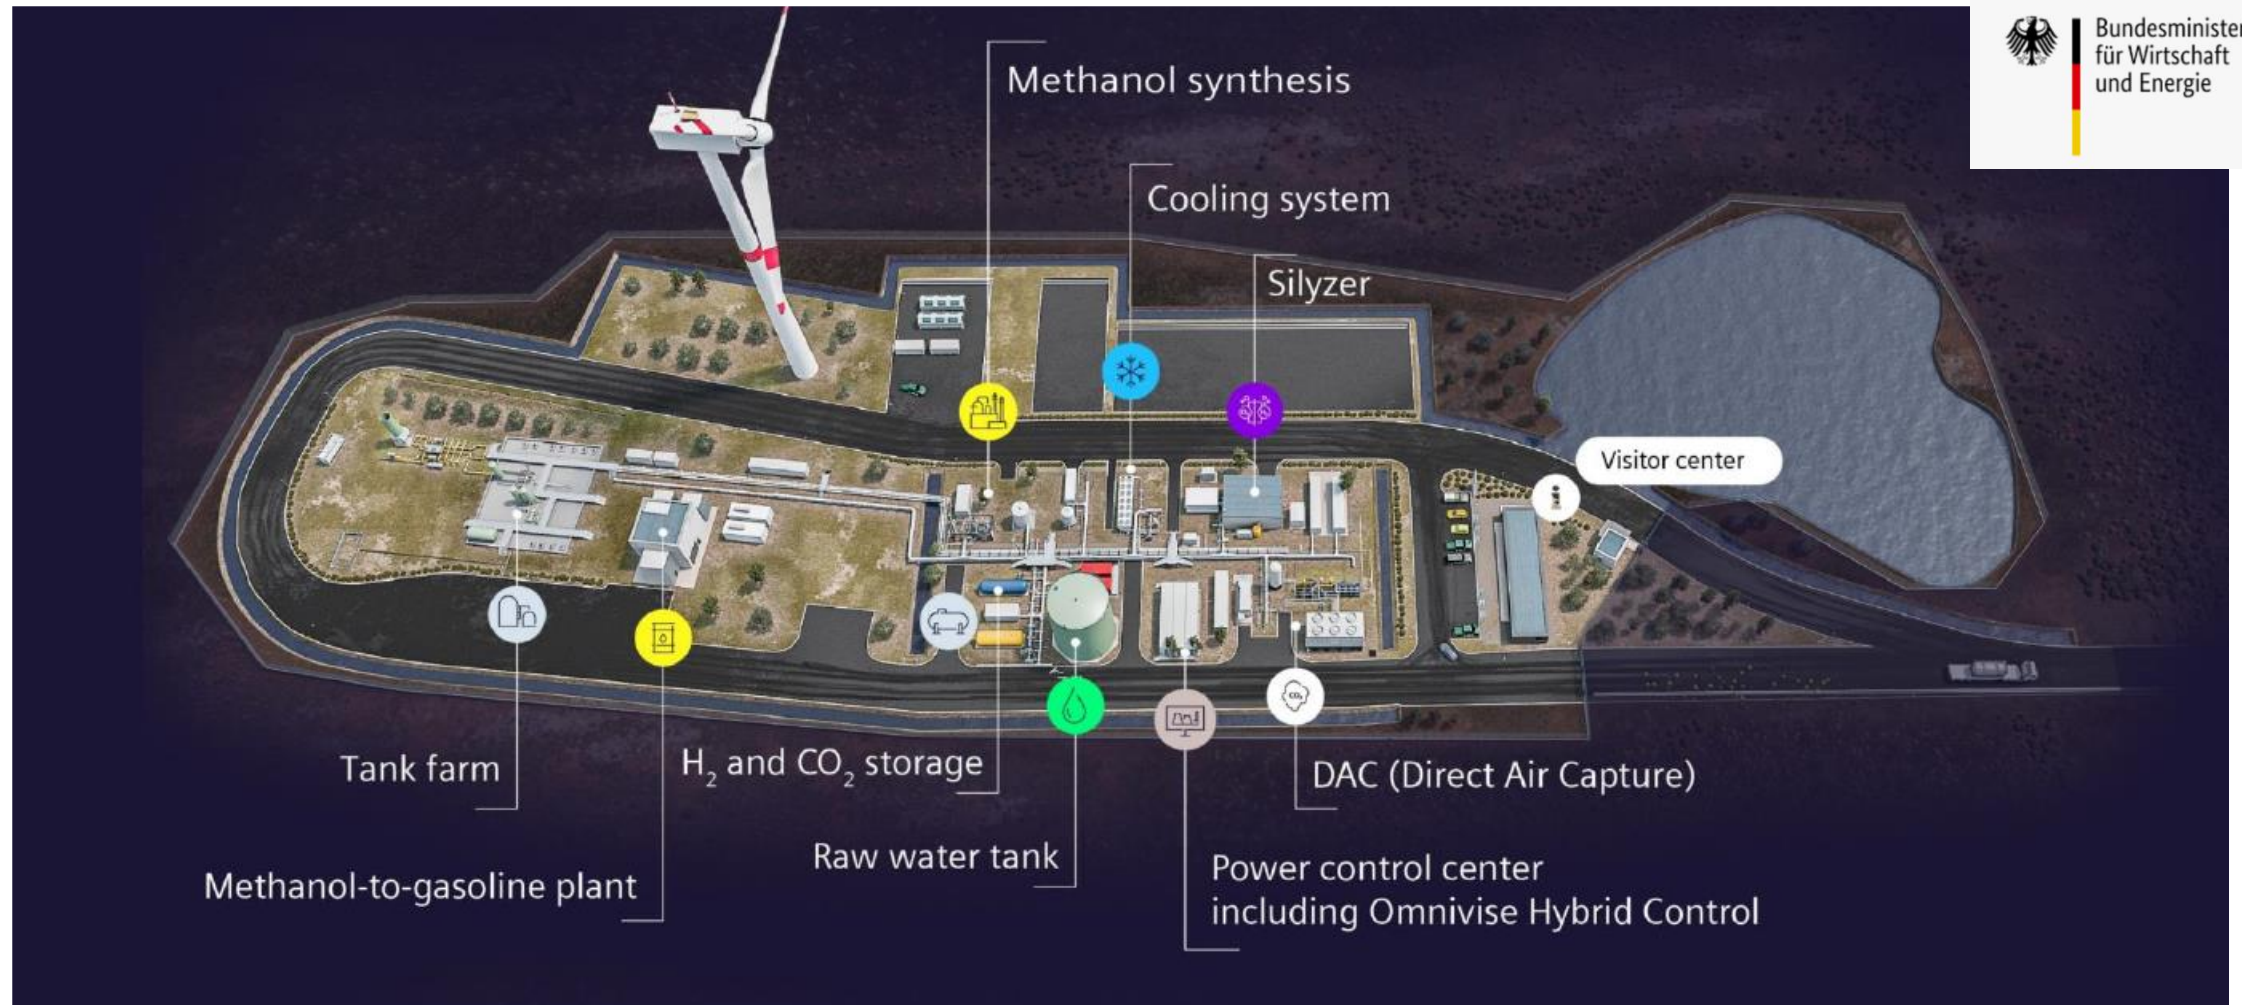 Bundesminister
für Wirtschaft
und Energie
Methanol synthesis
Cooling system
Silyzer
Visitor center
Tank farm
H₂ and CO₂ storage
DAC (Direct Air Capture)
Raw water tank
Methanol-to-gasoline plant
Power control center
including Omnivise Hybrid Control
CO₂